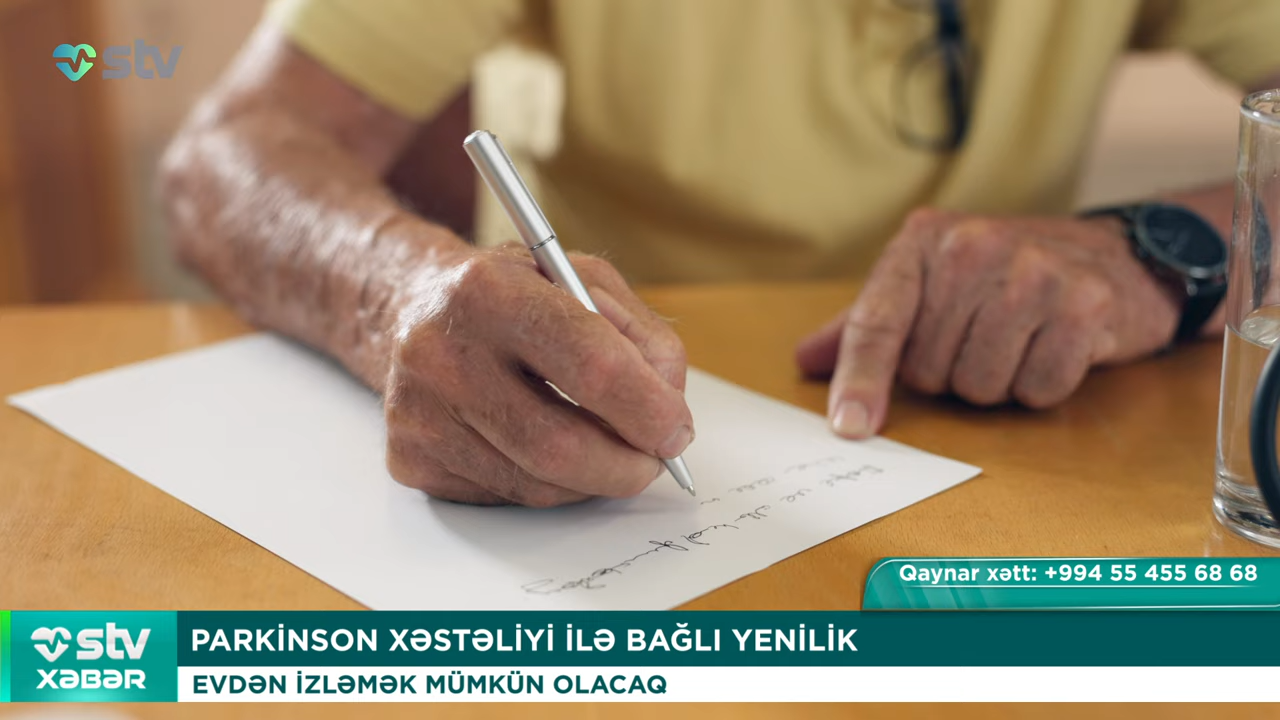 stv
Qaynar xətt: +994 55 455 68 68
stv
XƏBƏR
PARKİNSON XƏSTƏLİYİ İLƏ BAĞLI YENİLİK
EVDƏN İZLƏMƏK MÜMKÜN OLACAQ